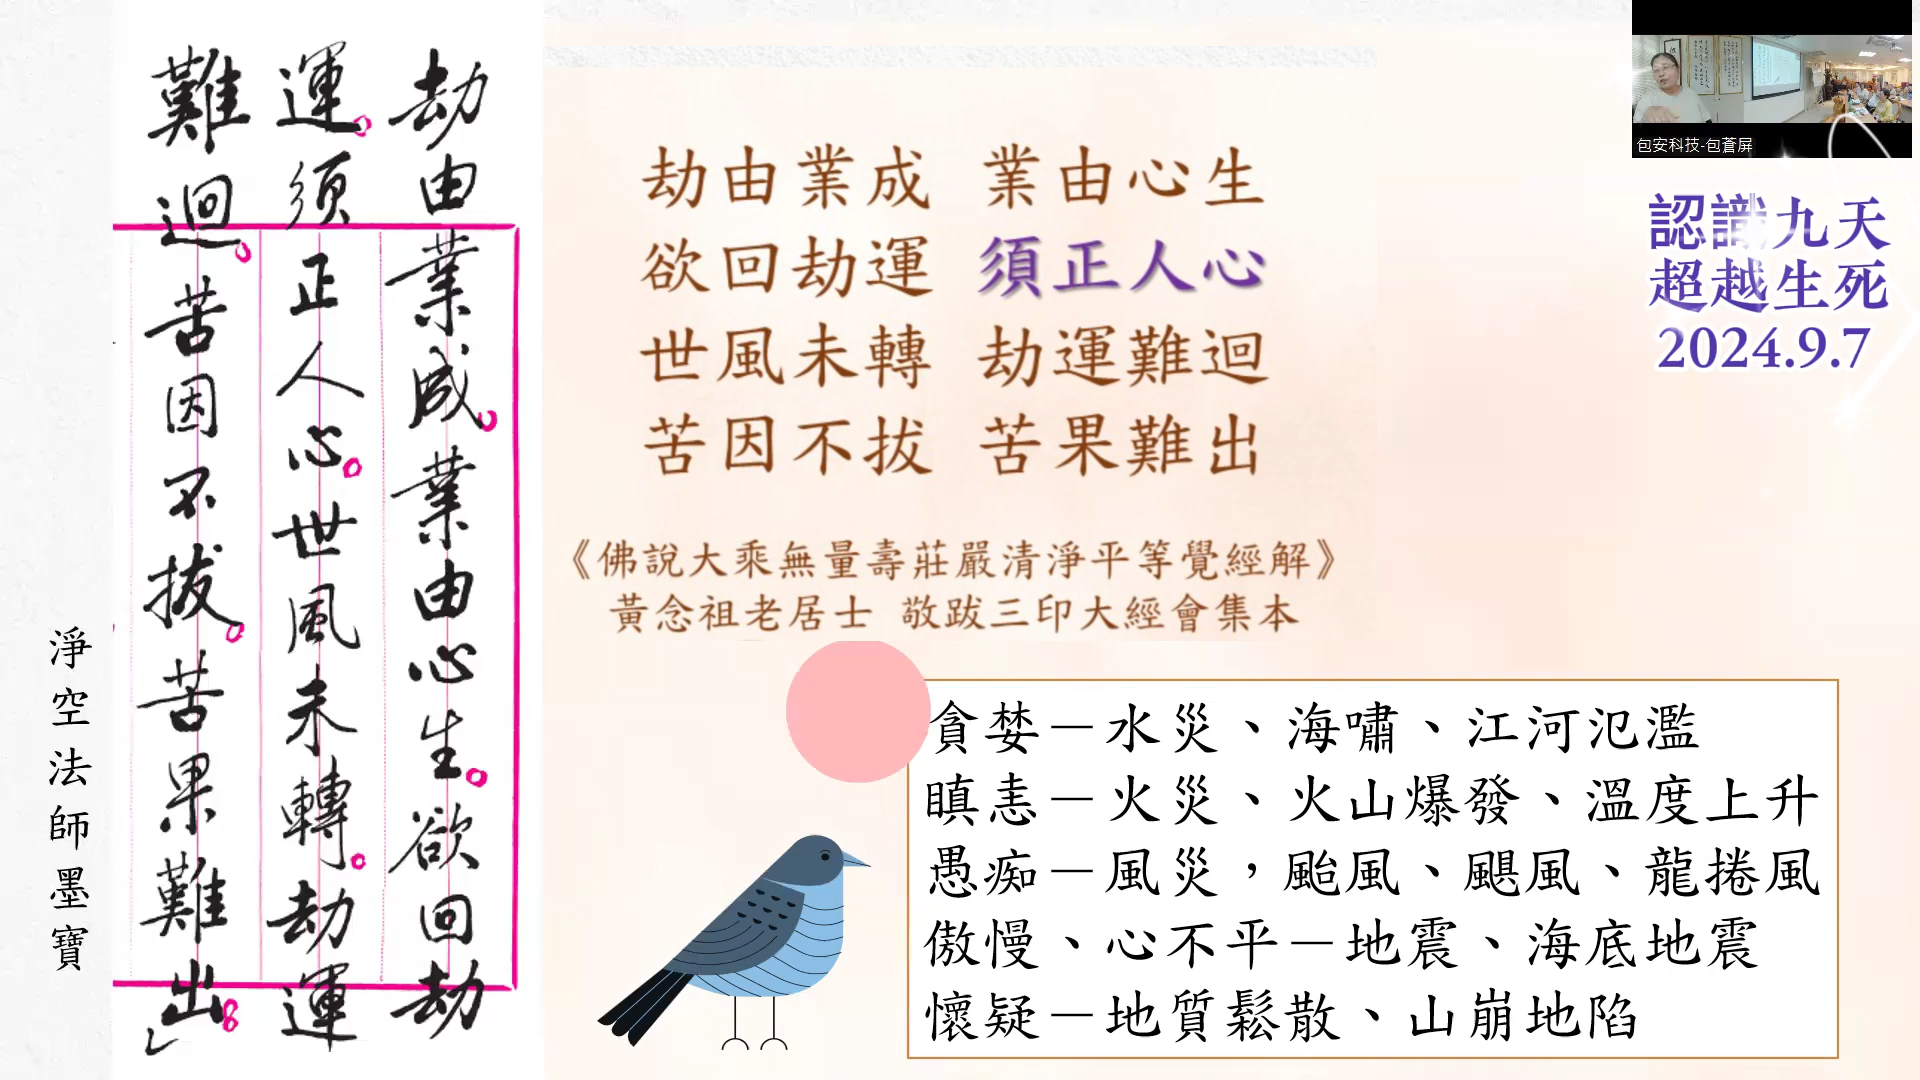 劫由業成。業由心生。欲回劫
運。須正人心。世風未轉。劫運
難迴。苦因不拔。苦果難出。
淨空法師墨寶
劫由業成 業由心生
欲回劫運 須正人心
世風未轉 劫運難迴
苦因不拔 苦果難出
《佛說大乘無量壽莊嚴清淨平等覺經解》
黃念祖老居士 敬跋三印大經會集本
貪婪－水災、海嘯、江河氾濫
瞋恚－火災、火山爆發、溫度上升
愚痴－風災，颱風、颶風、龍捲風
傲慢、心不平－地震、海底地震
懷疑－地質鬆散、山崩地陷
包安科技-包蒼屏
認識九天
超越生死
2024.9.7